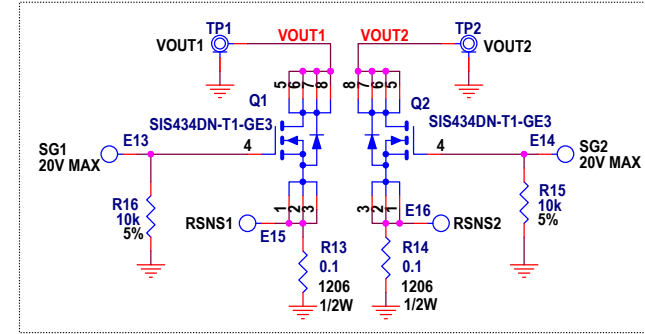 TP1
VOUT1
VOUT1
VOUT2
TP2
VOUT2
5
6
7
8
8
7
6
5
Q1
Q2
SIS434DN-T1-GE3
SIS434DN-T1-GE3
SG1
20V MAX
E13
4
4
E14
SG2
20V MAX
R16
10k
5%
R15
10k
5%
1
2
3
3
2
1
RSNS1
E15
E16
RSNS2
R13
0.1
1206
1/2W
R14
0.1
1206
1/2W